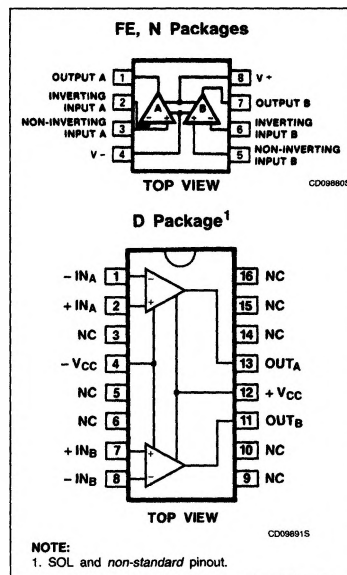 FE, N Packages
OUTPUT A 1 8 V +
INVERTING INPUT A 2 A B 7 OUTPUT B
NON-INVERTING INPUT A 3 6 INVERTING INPUT B
V - 4 5 NON-INVERTING INPUT B
TOP VIEW
CD09880S
D Package1
- INA 1 - 16 NC
+ INA 2 + 15 NC
NC 3 14 NC
- VCC 4 13 OUTA
NC 5 12 + VCC
NC 6 11 OUTB
+ INB 7 + 10 NC
- INB 8 - 9 NC
TOP VIEW
CD09891S
NOTE:
1. SOL and non-standard pinout.